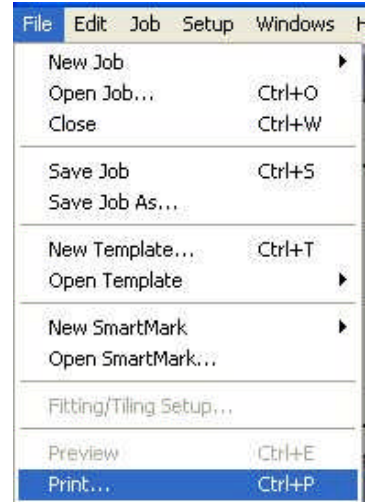 File Edit Job Setup Windows H
New Job
Open Job... Ctrl+O
Close Ctrl+W
Save Job Ctrl+S
Save Job As...
New Template... Ctrl+T
Open Template
New SmartMark
Open SmartMark...
Fitting/Tiling Setup...
Preview Ctrl+E
Print... Ctrl+P